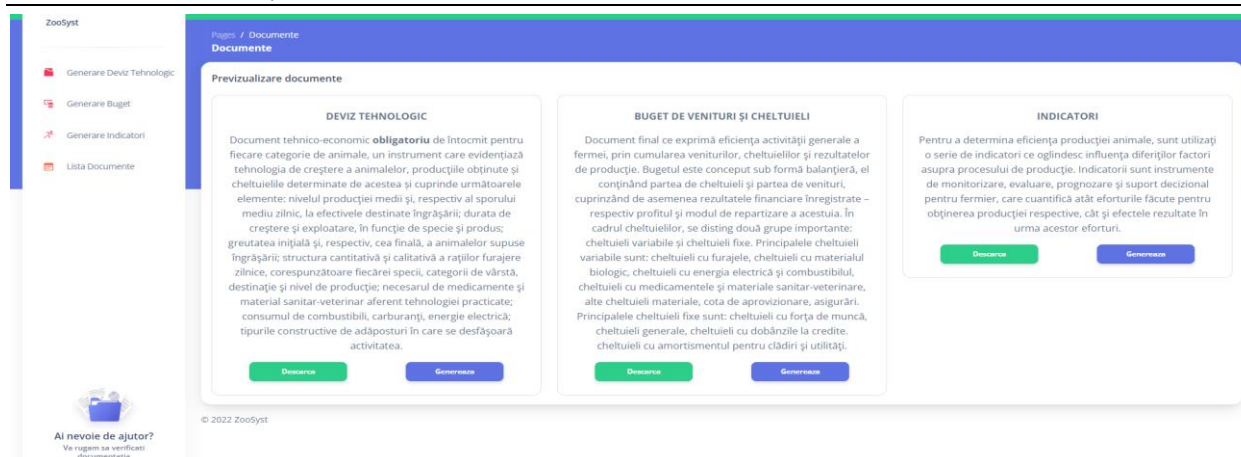 ZooSyst
Generare Deviz Tehnologic
Generare Buget
Generare Indicatori
Lista Documente
Ai nevoie de ajutor?
Va rugam sa verificati
documentatia
Pages / Documente
Documente
Previzualizare documente
DEVIZ TEHNOLOGIC
Document tehnico-economic obligatoriu de întocmit pentru
fiecare categorie de animale, un instrument care evidențiază
tehnologia de creștere a animalelor, producțiile obținute și
cheltuielile determinate de acestea și cuprinde următoarele
elemente: nivelul producției medii și, respectiv al sporului
mediu zilnic, la efectivele destinate îngrășării; durata de
creștere și exploatare, în funcție de specie și produs;
greutatea inițială și, respectiv, cea finală, a animalelor supuse
îngrășării; structura cantitativă și calitativă a rațiilor furajere
zilnice, corespunzătoare fiecărei specii, categorii de vârstă,
destinație și nivel de producție; necesarul de medicamente și
material sanitar-veterinar aferent tehnologiei practicate;
consumul de combustibili, carburanți, energie electrică;
tipurile constructive de adăposturi în care se desfășoară
activitatea.
Descarca
Genereaza
BUGET DE VENITURI ȘI CHELTUIELI
Document final ce exprimă eficiența activității generale a
fermei, prin cumularea veniturilor, cheltuielilor și rezultatelor
de producție. Bugetul este conceput sub formă balanțieră, el
conținând partea de cheltuieli și partea de venituri,
cuprinzând de asemenea rezultatele financiare înregistrate –
respectiv profitul și modul de repartizare a acestuia. În
cadrul cheltuielilor, se disting două grupe importante;
cheltuieli variabile și cheltuieli fixe. Principalele cheltuieli
variabile sunt: cheltuieli cu furajele, cheltuieli cu materialul
biologic, cheltuieli cu energia electrică și combustibilul,
cheltuieli cu medicamentele și materiale sanitar-veterinare,
alte cheltuieli materiale, cota de aprovizionare, asigurări.
Principalele cheltuieli fixe sunt: cheltuieli cu forța de muncă,
cheltuieli generale, cheltuieli cu dobânzile la credite.
cheltuieli cu amortismentul pentru clădiri și utilități.
Descarca
Genereaza
INDICATORI
Pentru a determina eficiența producției animale, sunt utilizați
o serie de indicatori ce oglindesc influența diferiților factori
asupra procesului de producție. Indicatorii sunt instrumente
de monitorizare, evaluare, prognozare și suport decizional
pentru fermier, care cuantifică atât eforturile făcute pentru
obținerea producției respective, cât și efectele rezultate în
urma acestor eforturi.
Descarca
Genereaza
© 2022 ZooSyst